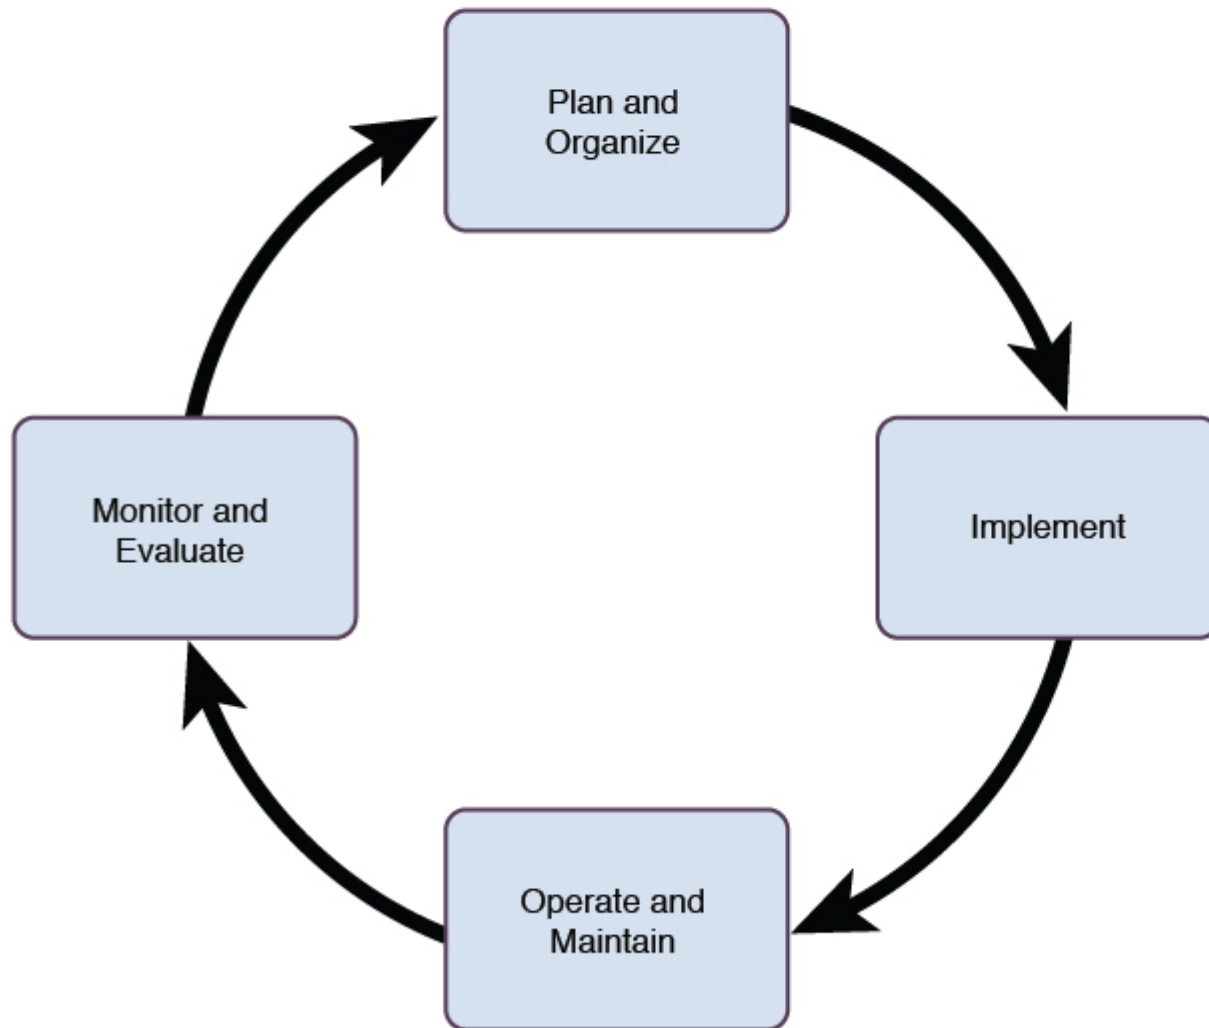 Plan and
Organize
Implement
Operate and
Maintain
Monitor and
Evaluate